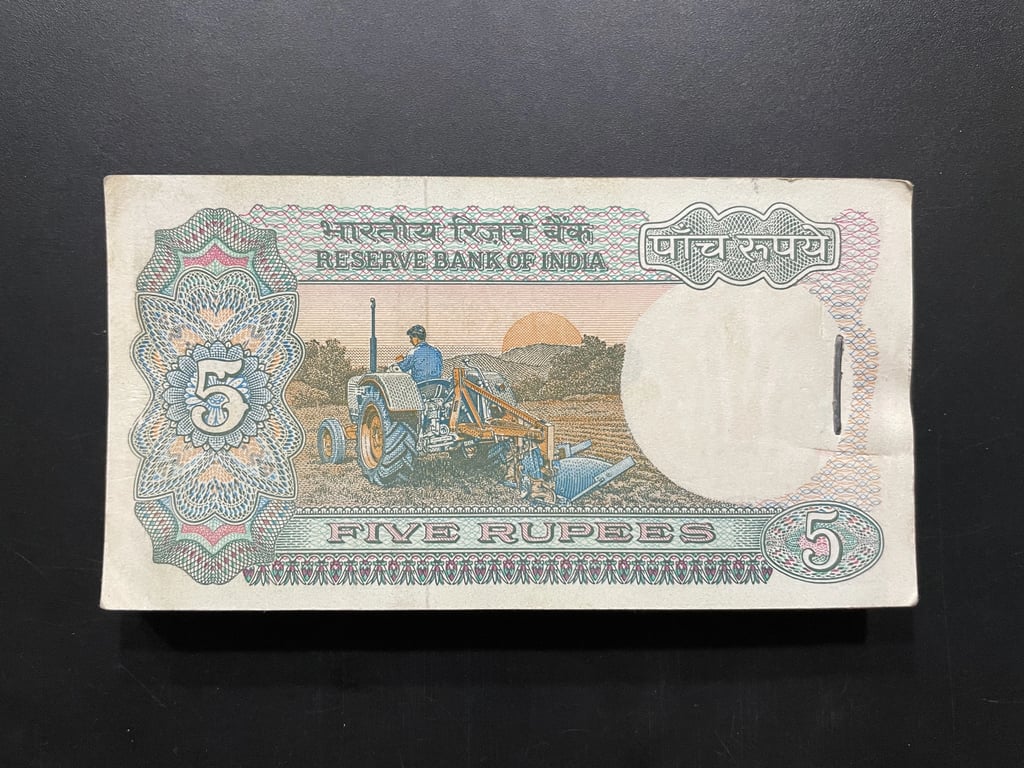 भारतीय रिज़र्व बैंक
RESERVE BANK OF INDIA
पाँच रुपये
5
FIVE RUPEES
5